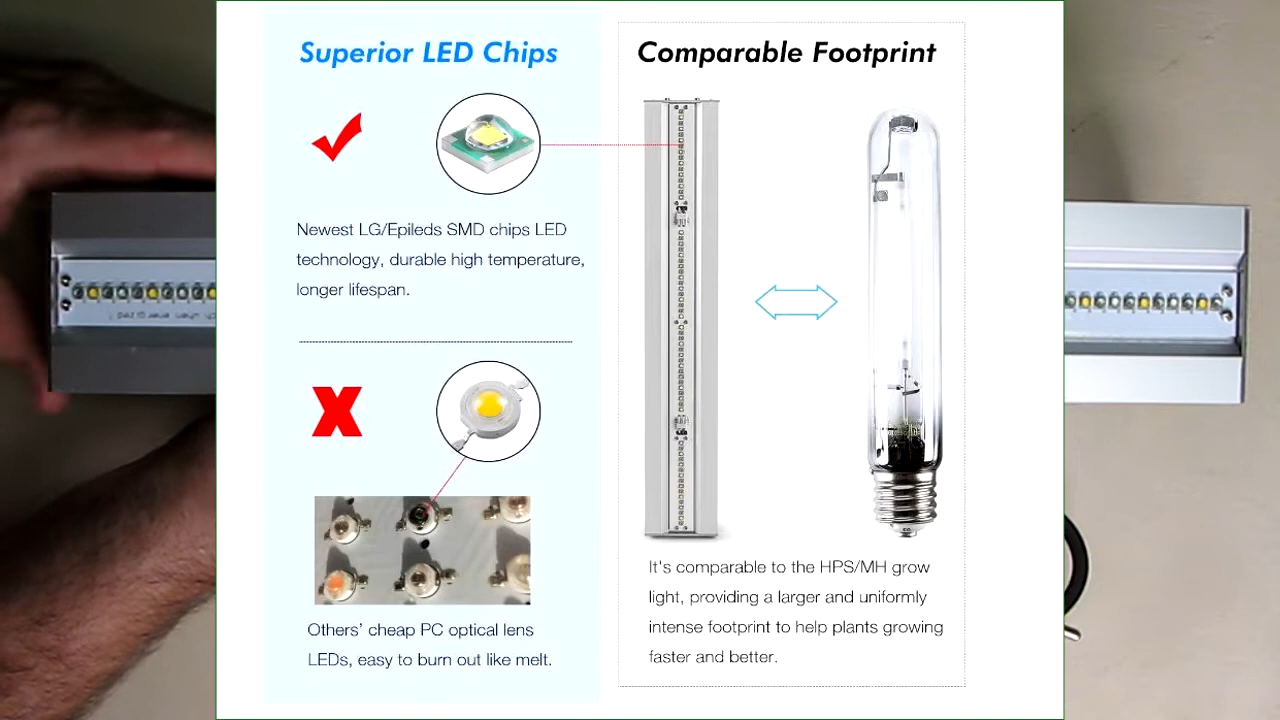 Superior LED Chips
Newest LG/Epileds SMD chips LED
technology, durable high temperature,
longer lifespan.
Others’ cheap PC optical lens
LEDs, easy to burn out like melt.
Comparable Footprint
It's comparable to the HPS/MH grow
light, providing a larger and uniformly
intense footprint to help plants growing
faster and better.
when energized